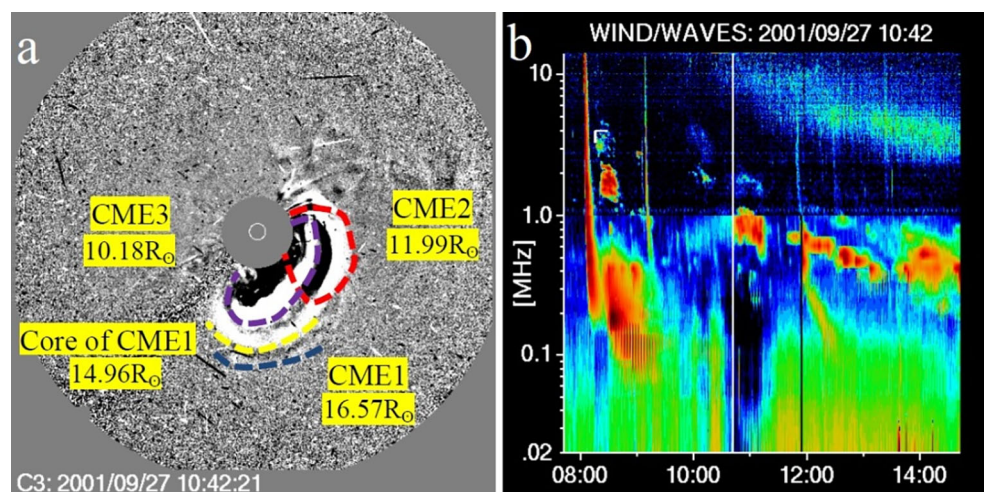 a
CME3
10.18R⊙
CME2
11.99R⊙
Core of CME1
14.96R⊙
CME1
16.57R⊙
C3: 2001/09/27 10:42:21
b
WIND/WAVES: 2001/09/27 10:42
10
1.0
[MHz]
0.1
.02
08:00 10:00 12:00 14:00